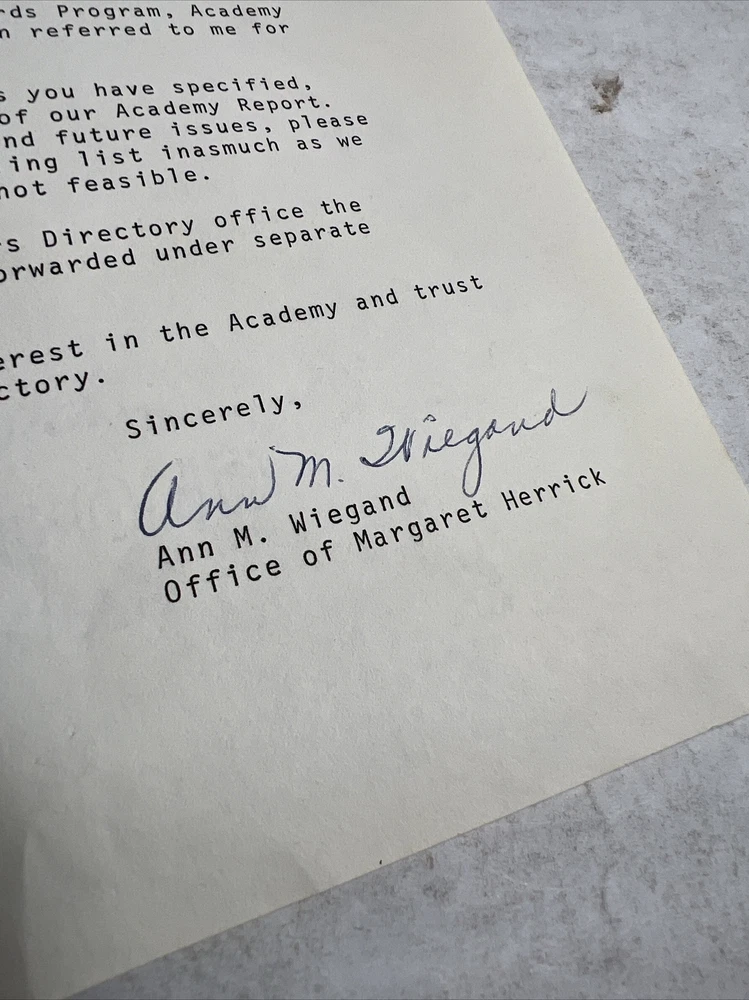 rds Program, Academy
n referred to me for
s you have specified,
of our Academy Report.
nd future issues, please
ing list inasmuch as we
not feasible.
s Directory office the
orwarded under separate
erest in the Academy and trust
ctory.
Sincerely,
Ann M. Wiegand
Ann M. Wiegand
Office of Margaret Herrick